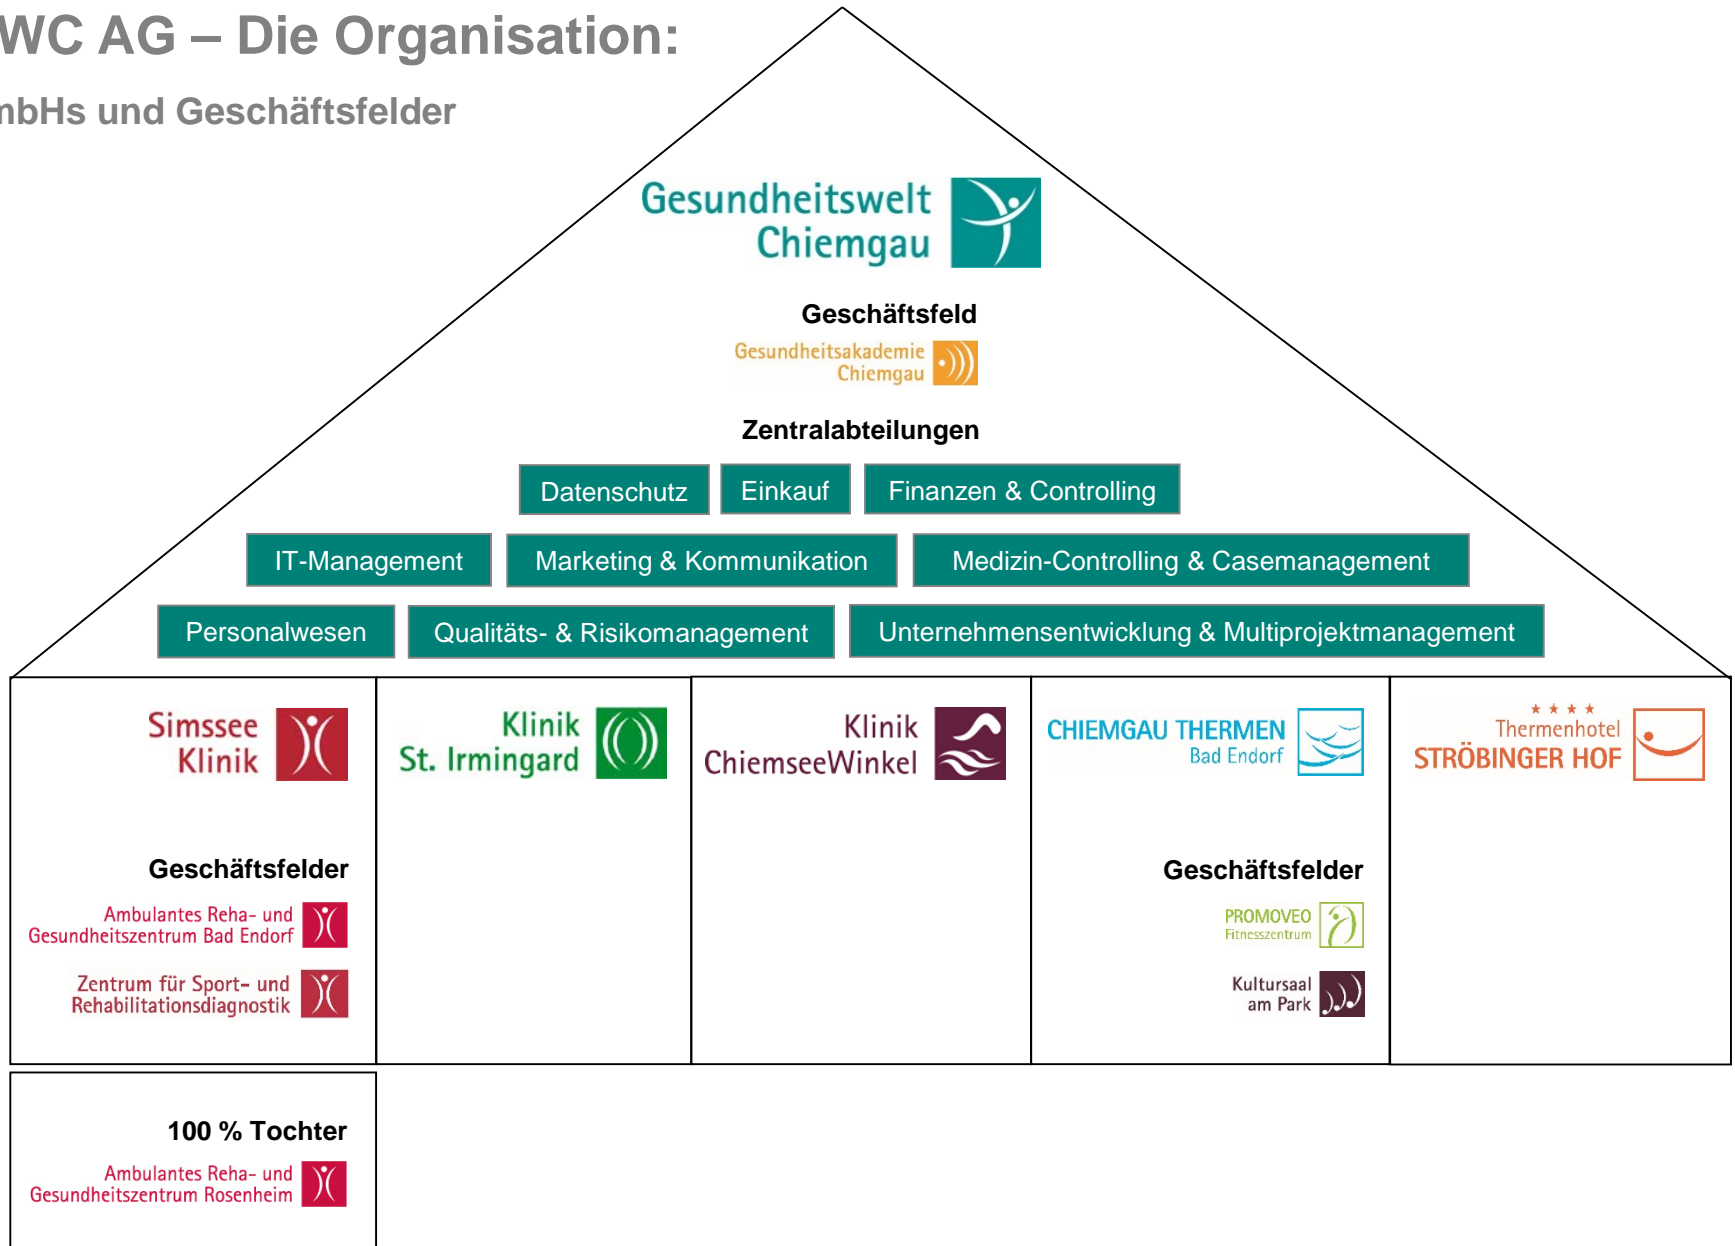 WC AG – Die Organisation:
mbHs und Geschäftsfelder
Gesundheitswelt
Chiemgau
Geschäftsfeld
Gesundheitsakademie
Chiemgau
Zentralabteilungen
Datenschutz Einkauf Finanzen & Controlling
IT-Management Marketing & Kommunikation Medizin-Controlling & Casemanagement
Personalwesen Qualitäts- & Risikomanagement Unternehmensentwicklung & Multiprojektmanagement
Simssee
Klinik
Geschäftsfelder
Ambulantes Reha- und
Gesundheitszentrum Bad Endorf
Zentrum für Sport- und
Rehabilitationsdiagnostik
Klinik
St. Irmingard
Klinik
ChiemseeWinkel
CHIEMGAU THERMEN
Bad Endorf
Geschäftsfelder
PROMOVEO
Fitnesszentrum
Kultursaal
am Park
★ ★ ★ ★
Thermenhotel
STRÖBINGER HOF
100 % Tochter
Ambulantes Reha- und
Gesundheitszentrum Rosenheim